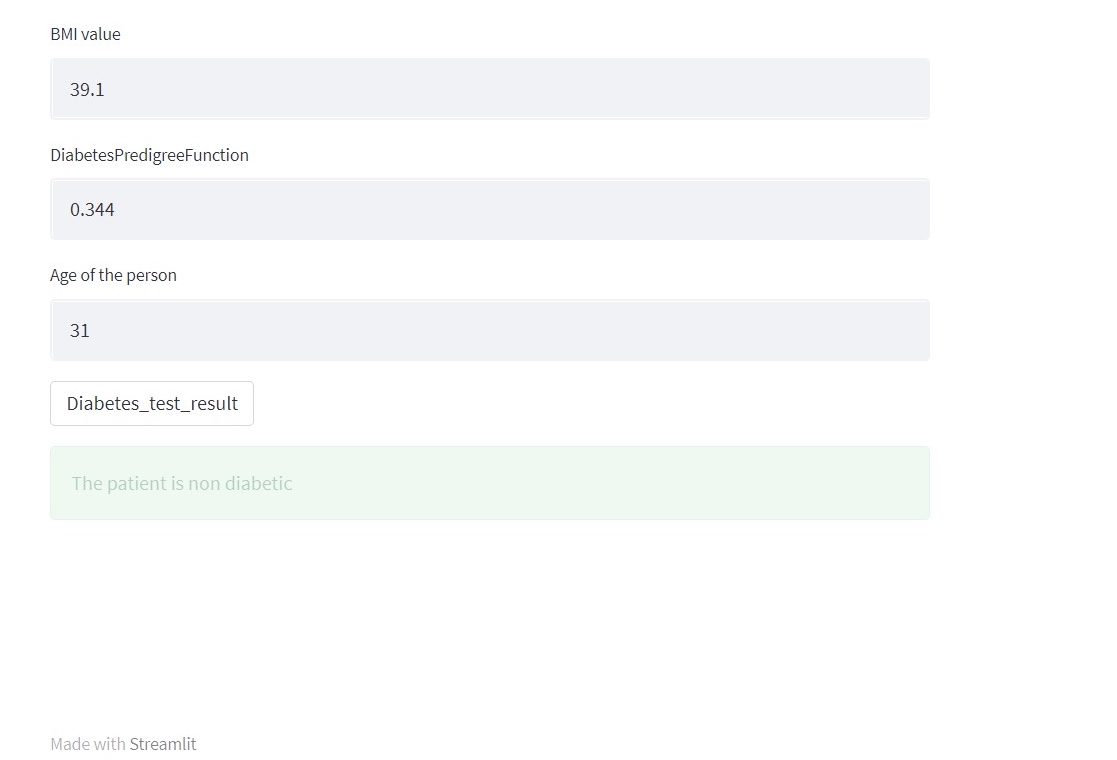 BMI value
39.1
DiabetesPredigreeFunction
0.344
Age of the person
31
Diabetes_test_result
The patient is non diabetic
Made with Streamlit